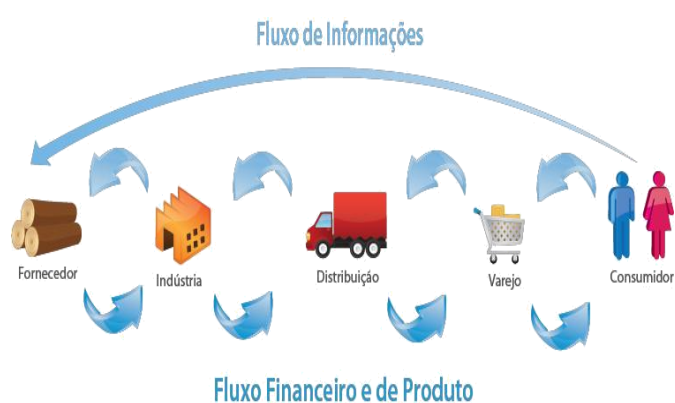 Fluxo de Informações
Fornecedor
Indústria
Distribuição
Varejo
Consumidor
Fluxo Financeiro e de Produto